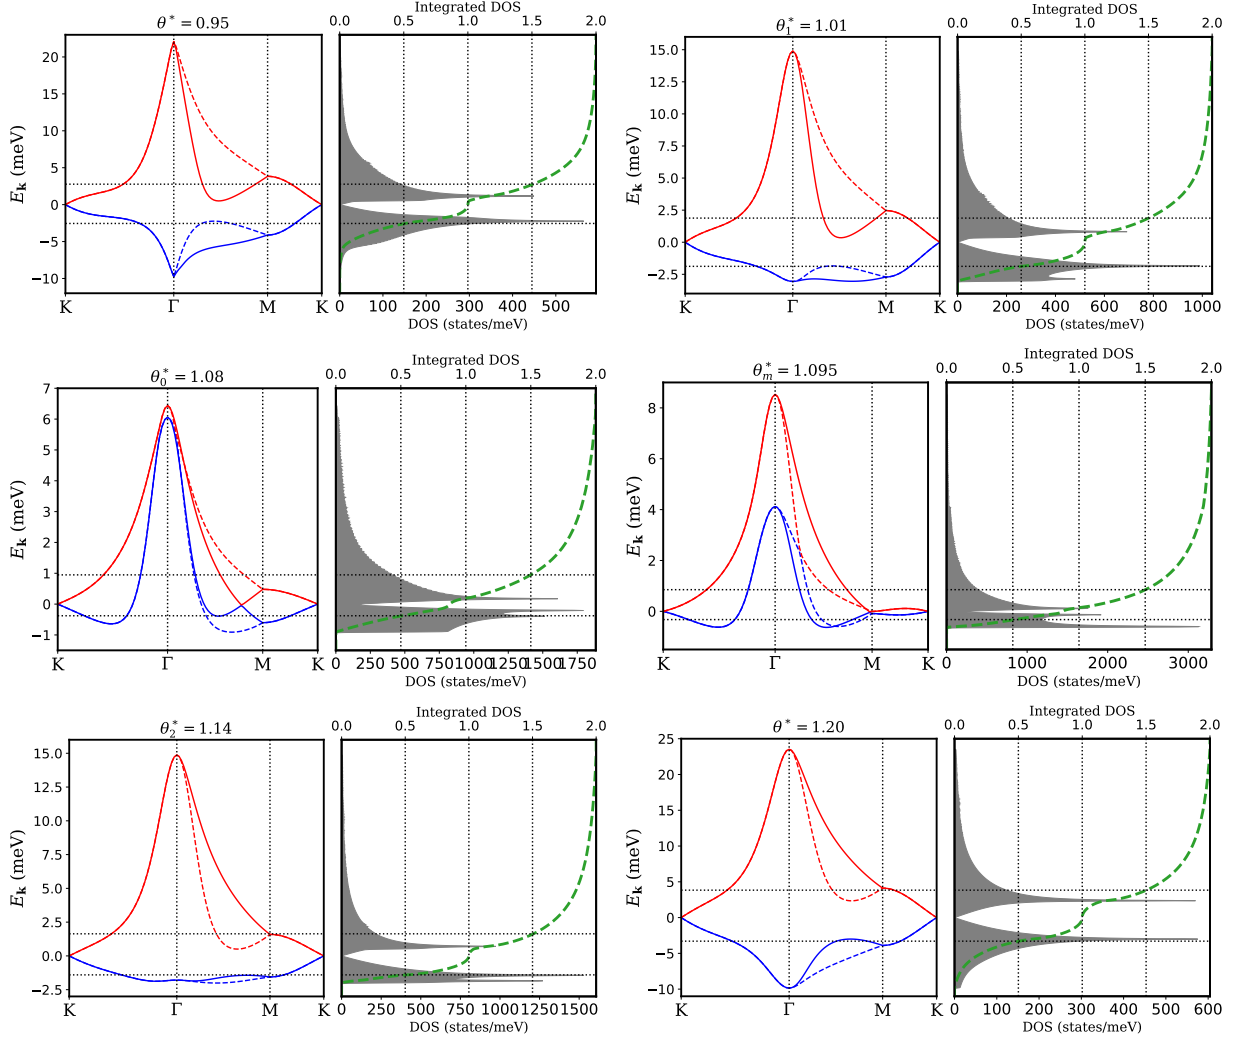 Integrated DOS
θ* = 0.95
0.0 0.5 1.0 1.5 2.0
20
15
10
5
0
−5
−10
E_k (meV)
K Γ M K
0 100 200 300 400 500
DOS (states/meV)
Integrated DOS
θ₁* = 1.01
0.0 0.5 1.0 1.5 2.0
15.0
12.5
10.0
7.5
5.0
2.5
0.0
−2.5
E_k (meV)
K Γ M K
0 200 400 600 800 1000
DOS (states/meV)
Integrated DOS
θ₀* = 1.08
0.0 0.5 1.0 1.5 2.0
7
6
5
4
3
2
1
0
−1
E_k (meV)
K Γ M K
0 250 500 750 1000 1250 1500 1750
DOS (states/meV)
Integrated DOS
θₘ* = 1.095
0.0 0.5 1.0 1.5 2.0
8
6
4
2
0
E_k (meV)
K Γ M K
0 1000 2000 3000
DOS (states/meV)
Integrated DOS
θ₂* = 1.14
0.0 0.5 1.0 1.5 2.0
15.0
12.5
10.0
7.5
5.0
2.5
0.0
−2.5
E_k (meV)
K Γ M K
0 250 500 750 1000 1250 1500
DOS (states/meV)
Integrated DOS
θ* = 1.20
0.0 0.5 1.0 1.5 2.0
25
20
15
10
5
0
−5
−10
E_k (meV)
K Γ M K
0 100 200 300 400 500 600
DOS (states/meV)